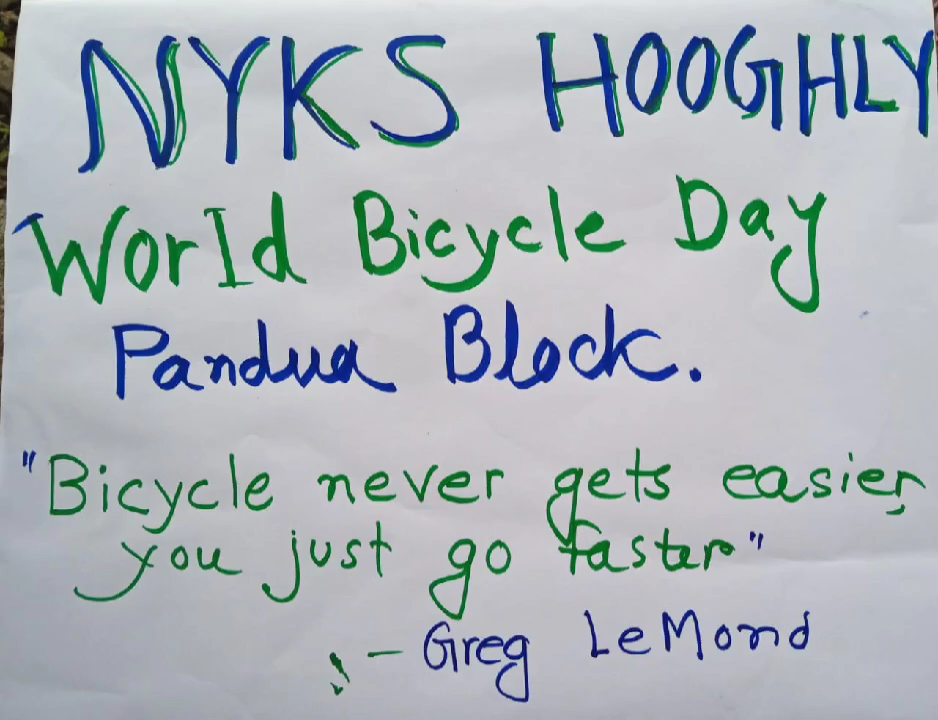 NYKS HOOGHLY
World Bicycle Day
Pandua Block.
"Bicycle never gets easier,
you just go faster"
- Greg LeMond